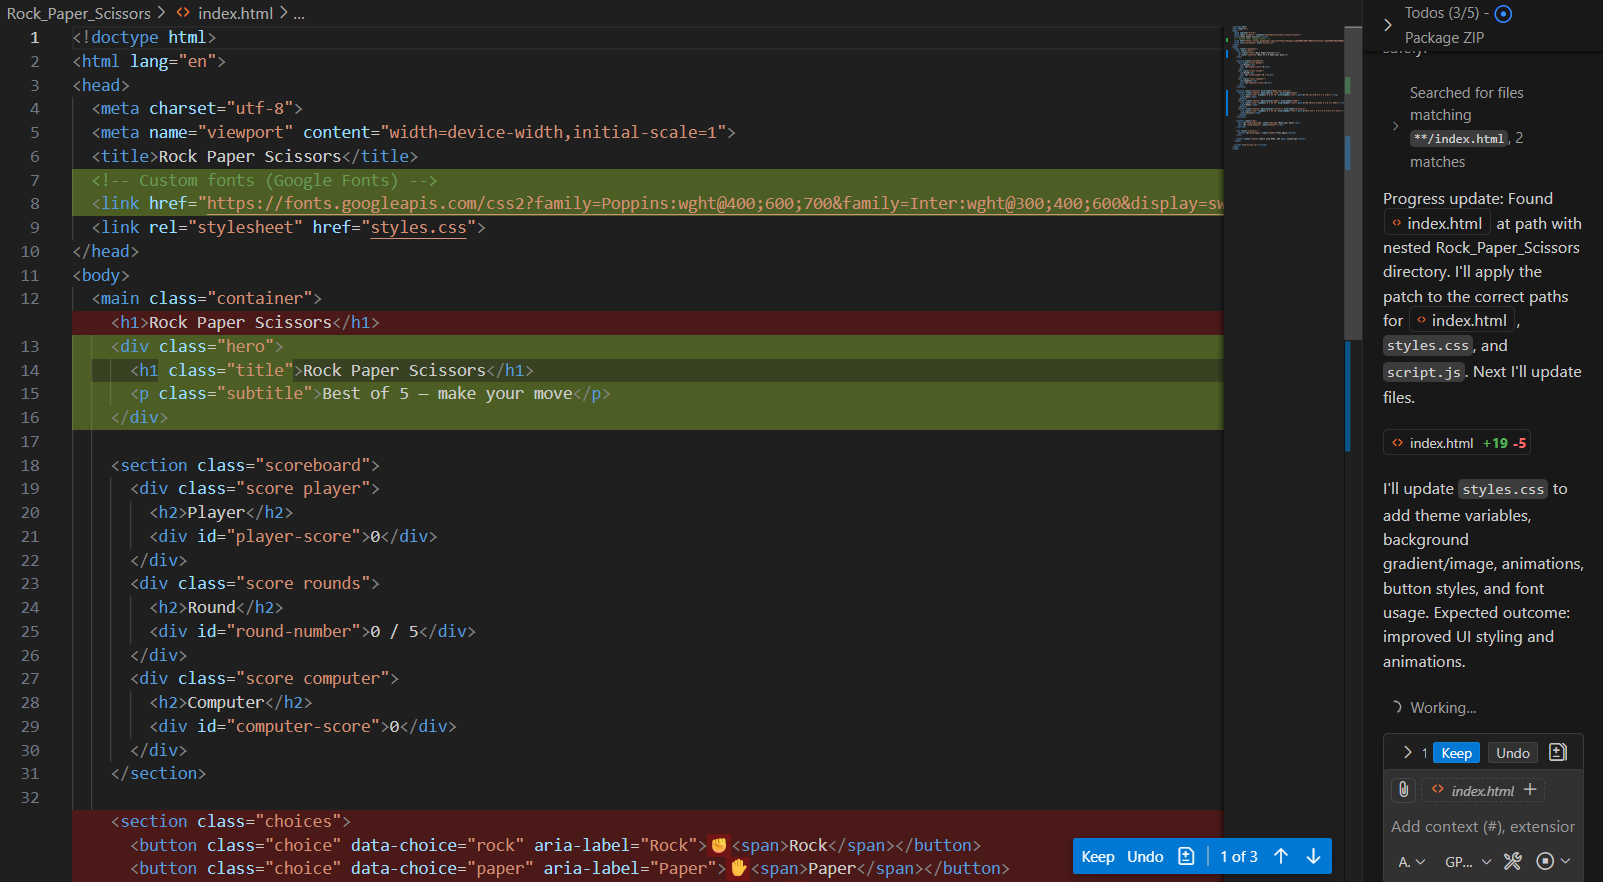 Rock_Paper_Scissors > <> index.html > ...
1 <!doctype html>
2 <html lang="en">
3 <head>
4 <meta charset="utf-8">
5 <meta name="viewport" content="width=device-width,initial-scale=1">
6 <title>Rock Paper Scissors</title>
7 <!-- Custom fonts (Google Fonts) -->
8 <link href="https://fonts.googleapis.com/css2?family=Poppins:wght@400;600;700&family=Inter:wght@300;400;600&display=sw
9 <link rel="stylesheet" href="styles.css">
10 </head>
11 <body>
12 <main class="container">
<h1>Rock Paper Scissors</h1>
13 <div class="hero">
14 <h1 class="title">Rock Paper Scissors</h1>
15 <p class="subtitle">Best of 5 — make your move</p>
16 </div>
17
18 <section class="scoreboard">
19 <div class="score player">
20 <h2>Player</h2>
21 <div id="player-score">0</div>
22 </div>
23 <div class="score rounds">
24 <h2>Round</h2>
25 <div id="round-number">0 / 5</div>
26 </div>
27 <div class="score computer">
28 <h2>Computer</h2>
29 <div id="computer-score">0</div>
30 </div>
31 </section>
32
<section class="choices">
<button class="choice" data-choice="rock" aria-label="Rock">✊<span>Rock</span></button>
<button class="choice" data-choice="paper" aria-label="Paper">✋<span>Paper</span></button>
Keep Undo 1 of 3 ↑ ↓
Todos (3/5) -
Package ZIP
safely.
Searched for files
matching
**/index.html, 2
matches
Progress update: Found
<> index.html at path with
nested Rock_Paper_Scissors
directory. I'll apply the
patch to the correct paths
for <> index.html ,
styles.css, and
script.js. Next I'll update
files.
<> index.html +19 -5
I'll update styles.css to
add theme variables,
background
gradient/image, animations,
button styles, and font
usage. Expected outcome:
improved UI styling and
animations.
Working...
> 1 Keep Undo
<> index.html +
Add context (#), extension
A. GP...